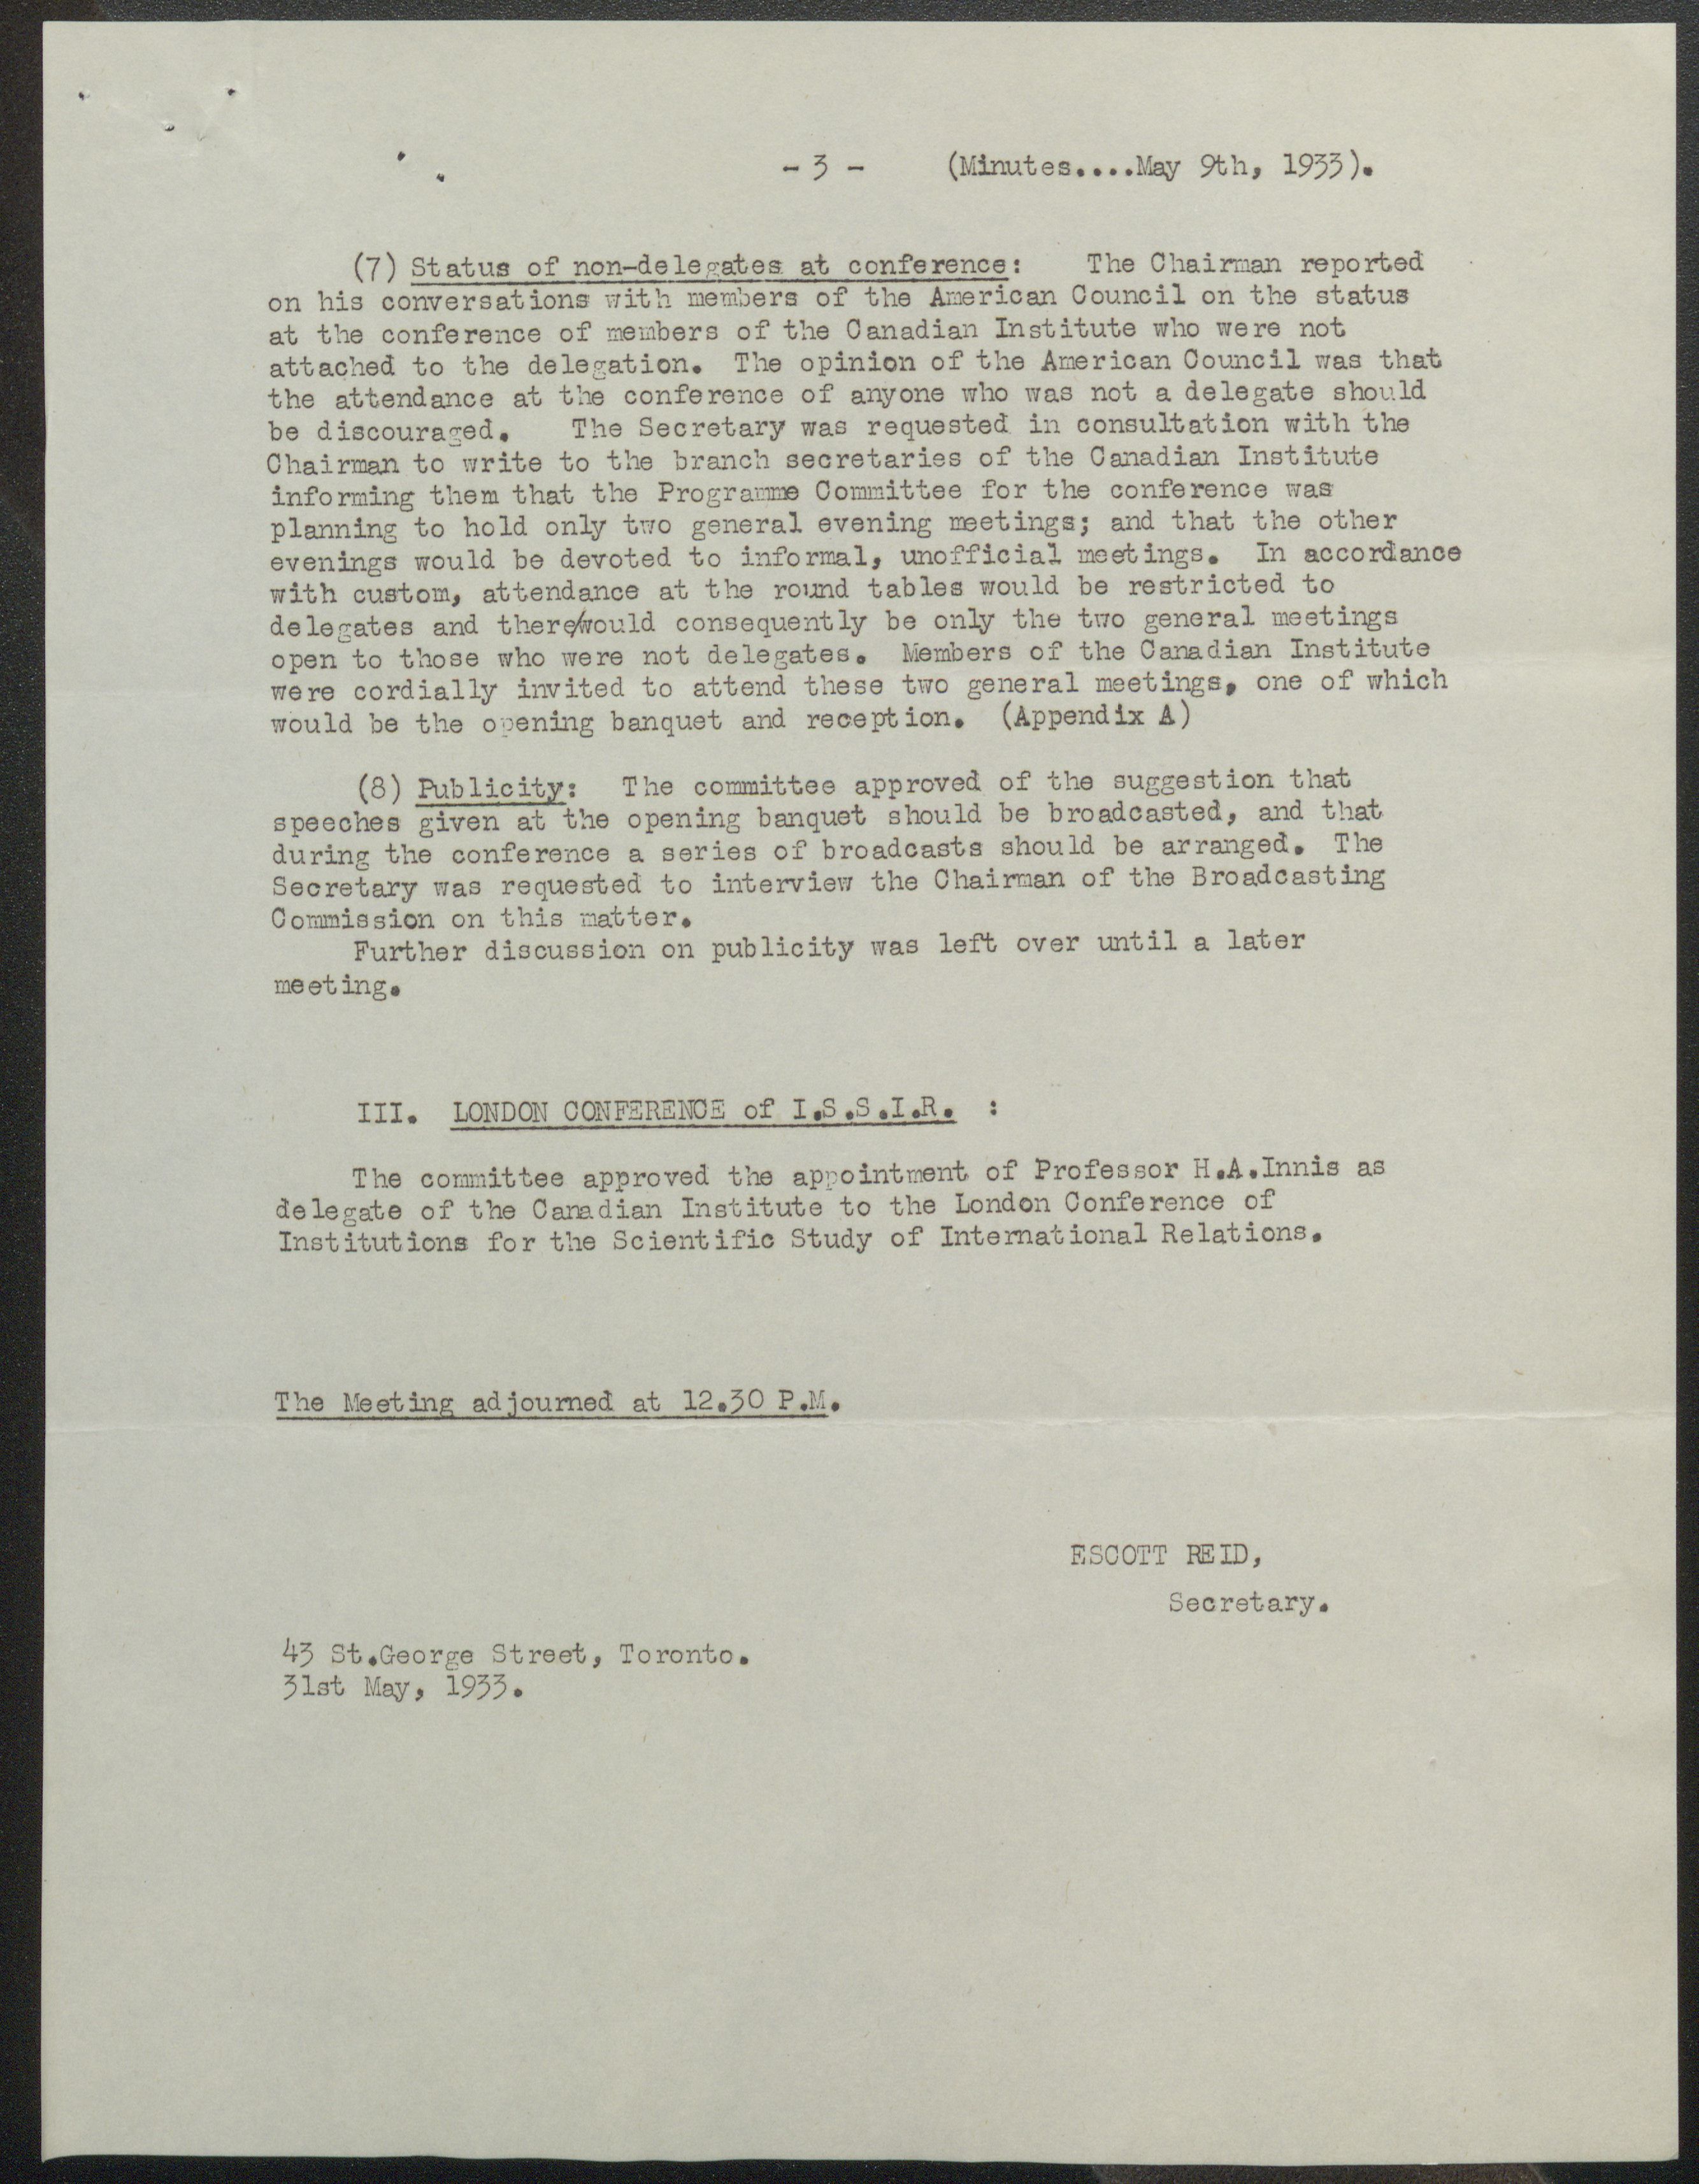 - 3 - (Minutes....May 9th, 1933).
(7) Status of non-delegates at conference: The Chairman reported
on his conversations with members of the American Council on the status
at the conference of members of the Canadian Institute who were not
attached to the delegation. The opinion of the American Council was that
the attendance at the conference of anyone who was not a delegate should
be discouraged. The Secretary was requested in consultation with the
Chairman to write to the branch secretaries of the Canadian Institute
informing them that the Programme Committee for the conference was
planning to hold only two general evening meetings; and that the other
evenings would be devoted to informal, unofficial meetings. In accordance
with custom, attendance at the round tables would be restricted to
delegates and there/would consequently be only the two general meetings
open to those who were not delegates. Members of the Canadian Institute
were cordially invited to attend these two general meetings, one of which
would be the opening banquet and reception. (Appendix A)
(8) Publicity: The committee approved of the suggestion that
speeches given at the opening banquet should be broadcasted, and that
during the conference a series of broadcasts should be arranged. The
Secretary was requested to interview the Chairman of the Broadcasting
Commission on this matter.
Further discussion on publicity was left over until a later
meeting.
III. LONDON CONFERENCE of I.S.S.I.R. :
The committee approved the appointment of Professor H.A.Innis as
delegate of the Canadian Institute to the London Conference of
Institutions for the Scientific Study of International Relations.
The Meeting adjourned at 12.30 P.M.
ESCOTT REID,
Secretary.
43 St.George Street, Toronto.
31st May, 1933.